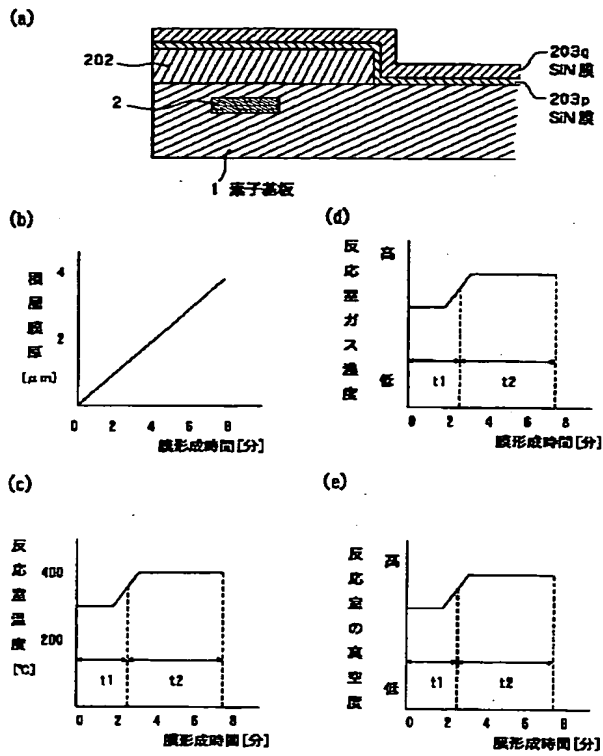 (a)
202
2
1 素子基板
203q
SiN 膜
203p
SiN 膜
(b)
積層膜厚
[μm]
4
2
0 2 4 6 8
膜形成時間[分]
(c)
反応室温度
[℃]
400
200
t1
t2
0 2 4 6 8
膜形成時間[分]
(d)
反応室ガス濃度
高
低
t1
t2
0 2 4 6 8
膜形成時間[分]
(e)
反応室の真空度
高
低
t1
t2
0 2 4 6 8
膜形成時間[分]